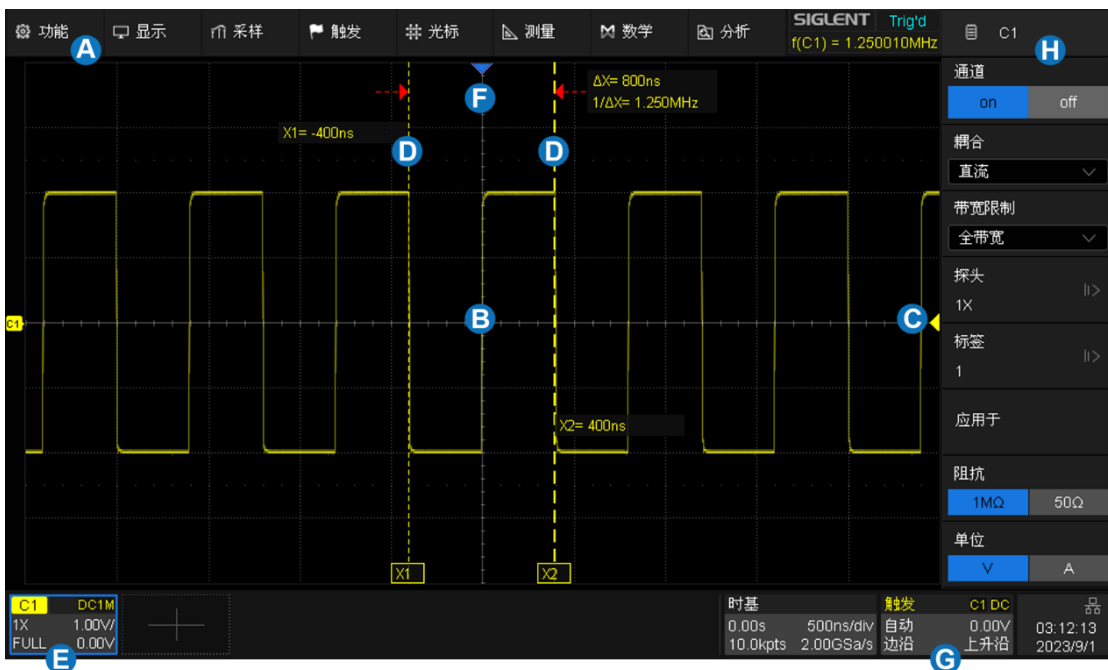 功能 显示 采样 触发 光标 测量 数学 分析
SIGLENT Trig'd
f(C1) = 1.250010MHz
C1
A
H
F
通道
on off
耦合
直流
带宽限制
全带宽
探头
1X
标签
1
应用于
阻抗
1MΩ 50Ω
单位
V A
ΔX= 800ns
1/ΔX= 1.250MHz
X1= -400ns
D D
C1
B
C
X2= 400ns
X1 X2
C1 DC1M
1X 1.00V/
FULL 0.00V
E
时基
0.00s 500ns/div
10.0kpts 2.00GSa/s
触发 C1 DC
自动 0.00V
边沿 上升沿
G
03:12:13
2023/9/1